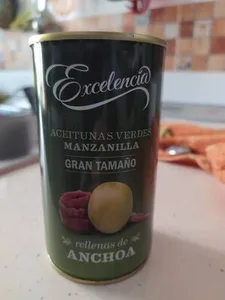 Excelencia
ACEITUNAS VERDES
MANZANILLA
GRAN TAMAÑO
rellenas de
ANCHOA